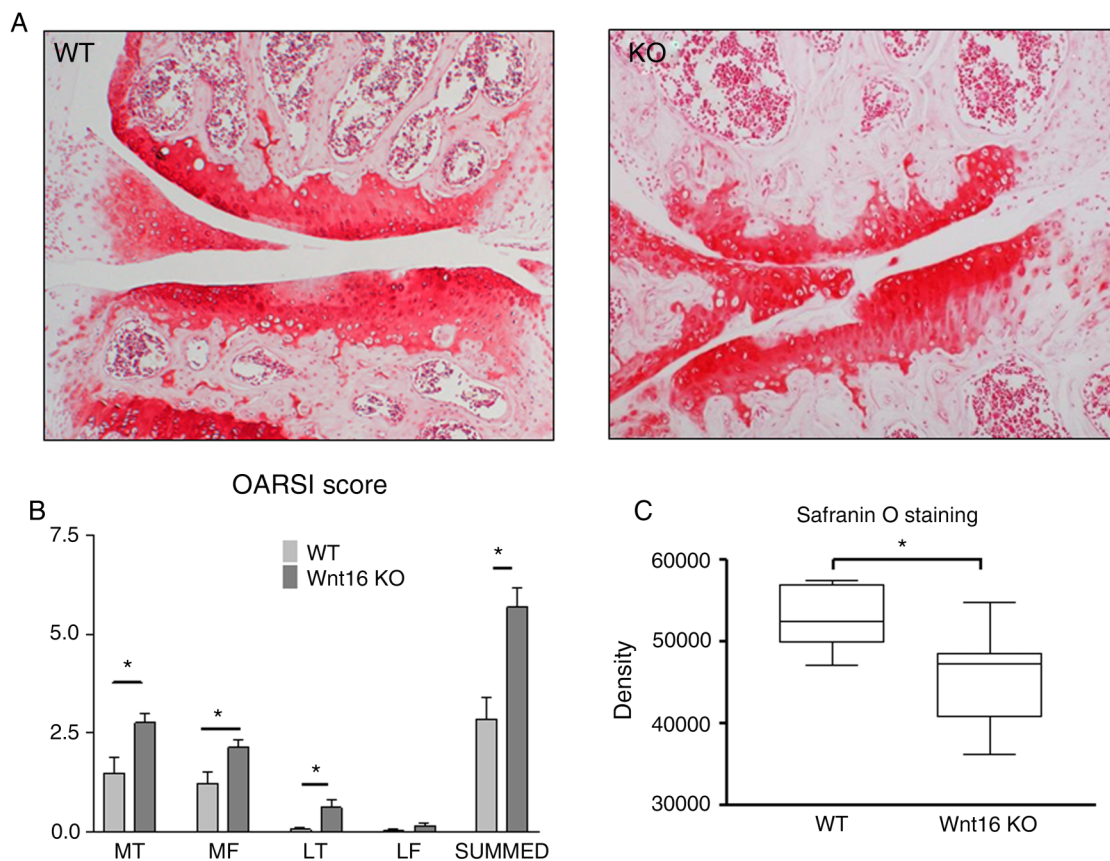 A
WT
KO
OARSI score
B
7.5
5.0
2.5
0.0
WT
Wnt16 KO
*
*
*
*
MT
MF
LT
LF
SUMMED
C
Safranin O staining
*
60000
50000
40000
30000
Density
WT
Wnt16 KO